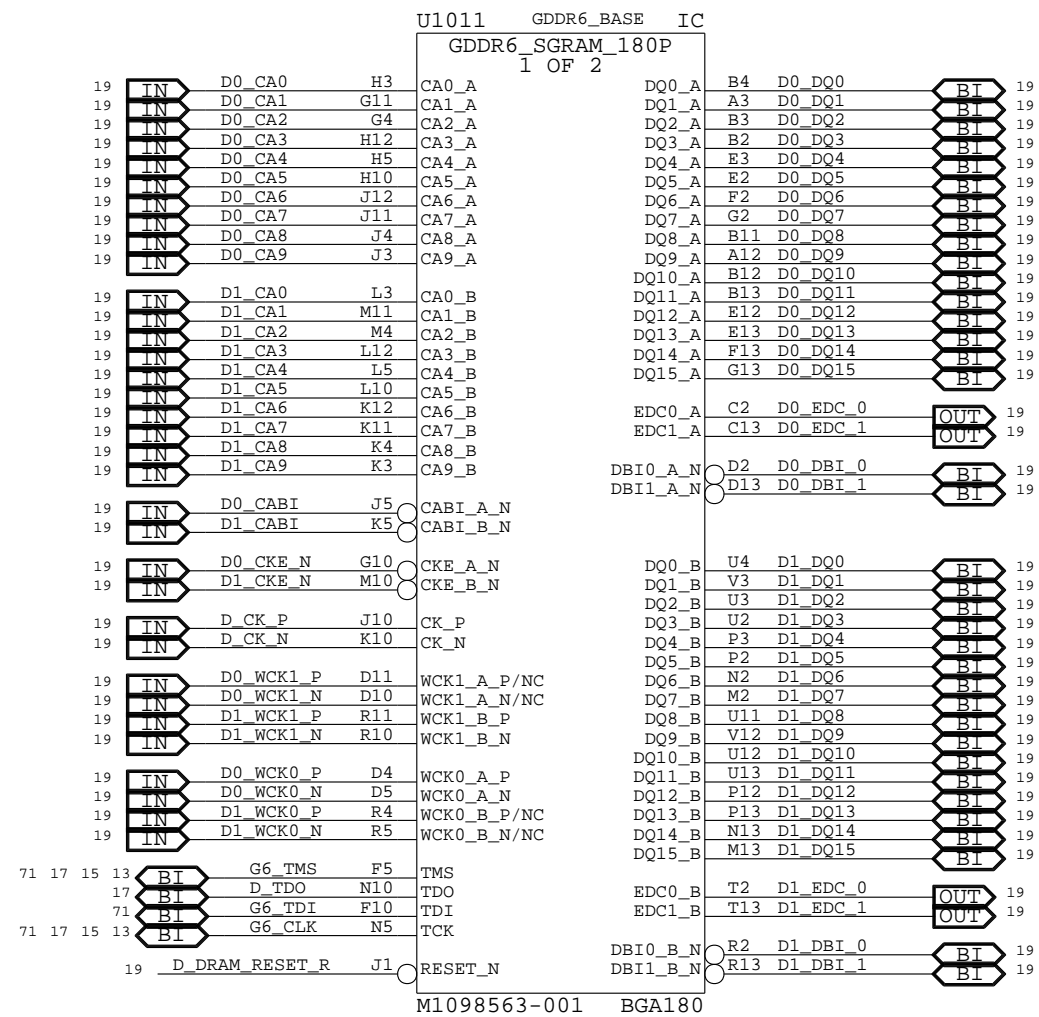 U1011 GDDR6_BASE IC
GDDR6_SGRAM_180P
1 OF 2
19 IN D0_CA0 H3 CA0_A DQ0_A B4 D0_DQ0 BI 19
19 IN D0_CA1 G11 CA1_A DQ1_A A3 D0_DQ1 BI 19
19 IN D0_CA2 G4 CA2_A DQ2_A B3 D0_DQ2 BI 19
19 IN D0_CA3 H12 CA3_A DQ3_A B2 D0_DQ3 BI 19
19 IN D0_CA4 H5 CA4_A DQ4_A E3 D0_DQ4 BI 19
19 IN D0_CA5 H10 CA5_A DQ5_A E2 D0_DQ5 BI 19
19 IN D0_CA6 J12 CA6_A DQ6_A F2 D0_DQ6 BI 19
19 IN D0_CA7 J11 CA7_A DQ7_A G2 D0_DQ7 BI 19
19 IN D0_CA8 J4 CA8_A DQ8_A B11 D0_DQ8 BI 19
19 IN D0_CA9 J3 CA9_A DQ9_A A12 D0_DQ9 BI 19
DQ10_A B12 D0_DQ10 BI 19
19 IN D1_CA0 L3 CA0_B DQ11_A B13 D0_DQ11 BI 19
19 IN D1_CA1 M11 CA1_B DQ12_A E12 D0_DQ12 BI 19
19 IN D1_CA2 M4 CA2_B DQ13_A E13 D0_DQ13 BI 19
19 IN D1_CA3 L12 CA3_B DQ14_A F13 D0_DQ14 BI 19
19 IN D1_CA4 L5 CA4_B DQ15_A G13 D0_DQ15 BI 19
19 IN D1_CA5 L10 CA5_B
19 IN D1_CA6 K12 CA6_B EDC0_A C2 D0_EDC_0 OUT 19
19 IN D1_CA7 K11 CA7_B EDC1_A C13 D0_EDC_1 OUT 19
19 IN D1_CA8 K4 CA8_B
19 IN D1_CA9 K3 CA9_B DBI0_A_N D2 D0_DBI_0 BI 19
DBI1_A_N D13 D0_DBI_1 BI 19
19 IN D0_CABI J5 CABI_A_N
19 IN D1_CABI K5 CABI_B_N
19 IN D0_CKE_N G10 CKE_A_N DQ0_B U4 D1_DQ0 BI 19
19 IN D1_CKE_N M10 CKE_B_N DQ1_B V3 D1_DQ1 BI 19
DQ2_B U3 D1_DQ2 BI 19
19 IN D_CK_P J10 CK_P DQ3_B U2 D1_DQ3 BI 19
19 IN D_CK_N K10 CK_N DQ4_B P3 D1_DQ4 BI 19
DQ5_B P2 D1_DQ5 BI 19
19 IN D0_WCK1_P D11 WCK1_A_P/NC DQ6_B N2 D1_DQ6 BI 19
19 IN D0_WCK1_N D10 WCK1_A_N/NC DQ7_B M2 D1_DQ7 BI 19
19 IN D1_WCK1_P R11 WCK1_B_P DQ8_B U11 D1_DQ8 BI 19
19 IN D1_WCK1_N R10 WCK1_B_N DQ9_B V12 D1_DQ9 BI 19
DQ10_B U12 D1_DQ10 BI 19
19 IN D0_WCK0_P D4 WCK0_A_P DQ11_B U13 D1_DQ11 BI 19
19 IN D0_WCK0_N D5 WCK0_A_N DQ12_B P12 D1_DQ12 BI 19
19 IN D1_WCK0_P R4 WCK0_B_P/NC DQ13_B P13 D1_DQ13 BI 19
19 IN D1_WCK0_N R5 WCK0_B_N/NC DQ14_B N13 D1_DQ14 BI 19
DQ15_B M13 D1_DQ15 BI 19
71 17 15 13 BI G6_TMS F5 TMS
17 BI D_TDO N10 TDO EDC0_B T2 D1_EDC_0 OUT 19
71 BI G6_TDI F10 TDI EDC1_B T13 D1_EDC_1 OUT 19
71 17 15 13 BI G6_CLK N5 TCK
DBI0_B_N R2 D1_DBI_0 BI 19
19 D_DRAM_RESET_R J1 RESET_N DBI1_B_N R13 D1_DBI_1 BI 19
M1098563-001 BGA180